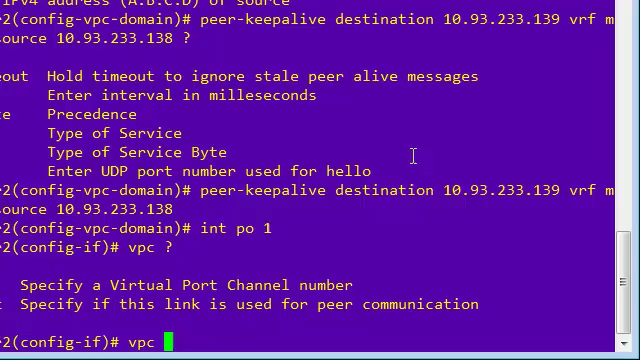 IPv4 address (A.B.C.D) of source
2(config-vpc-domain)# peer-keepalive destination 10.93.233.139 vrf m
source 10.93.233.138 ?
eout  Hold timeout to ignore stale peer alive messages
Enter interval in milleseconds
ce    Precedence
Type of Service
Type of Service Byte
Enter UDP port number used for hello
2(config-vpc-domain)# peer-keepalive destination 10.93.233.139 vrf m
source 10.93.233.138
2(config-vpc-domain)# int po 1
2(config-if)# vpc ?
Specify a Virtual Port Channel number
Specify if this link is used for peer communication
2(config-if)# vpc